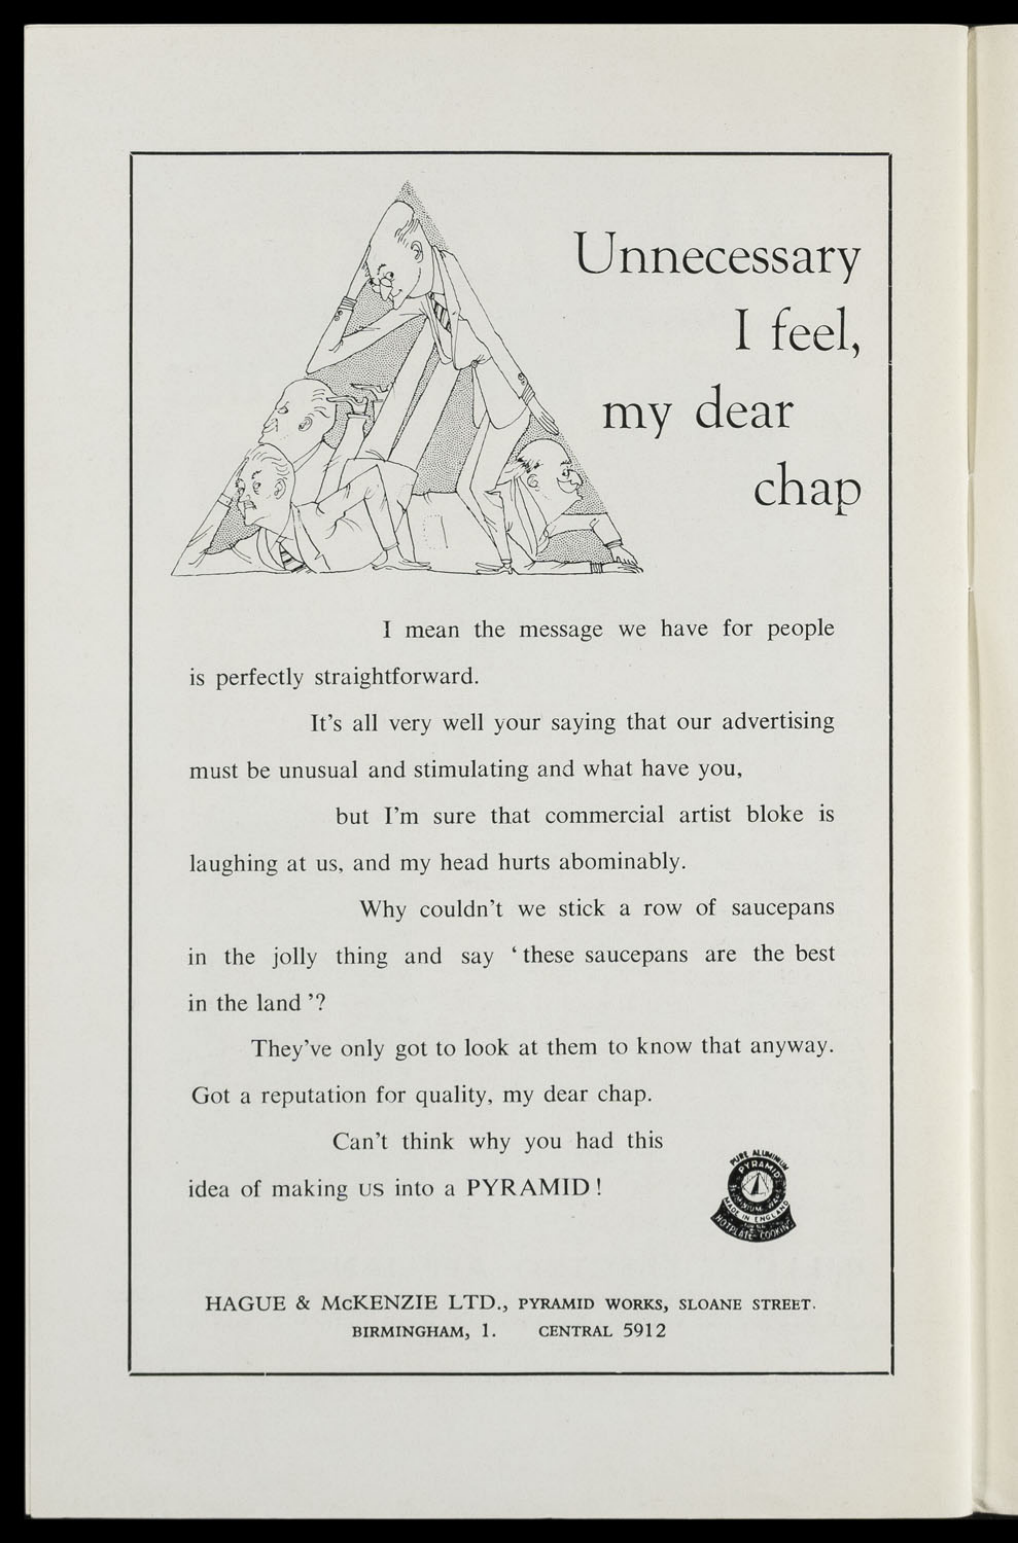 Unnecessary
I feel,
my dear
chap
I mean the message we have for people
is perfectly straightforward.
It's all very well your saying that our advertising
must be unusual and stimulating and what have you,
but I'm sure that commercial artist bloke is
laughing at us, and my head hurts abominably.
Why couldn't we stick a row of saucepans
in the jolly thing and say ‘ these saucepans are the best
in the land ’?
They've only got to look at them to know that anyway.
Got a reputation for quality, my dear chap.
Can't think why you had this
idea of making US into a PYRAMID !
PURE ALUMINIUM
PYRAMID
MADE IN ENGLAND
HOTPLATE COOKING
HAGUE & McKENZIE LTD., PYRAMID WORKS, SLOANE STREET.
BIRMINGHAM, 1. CENTRAL 5912